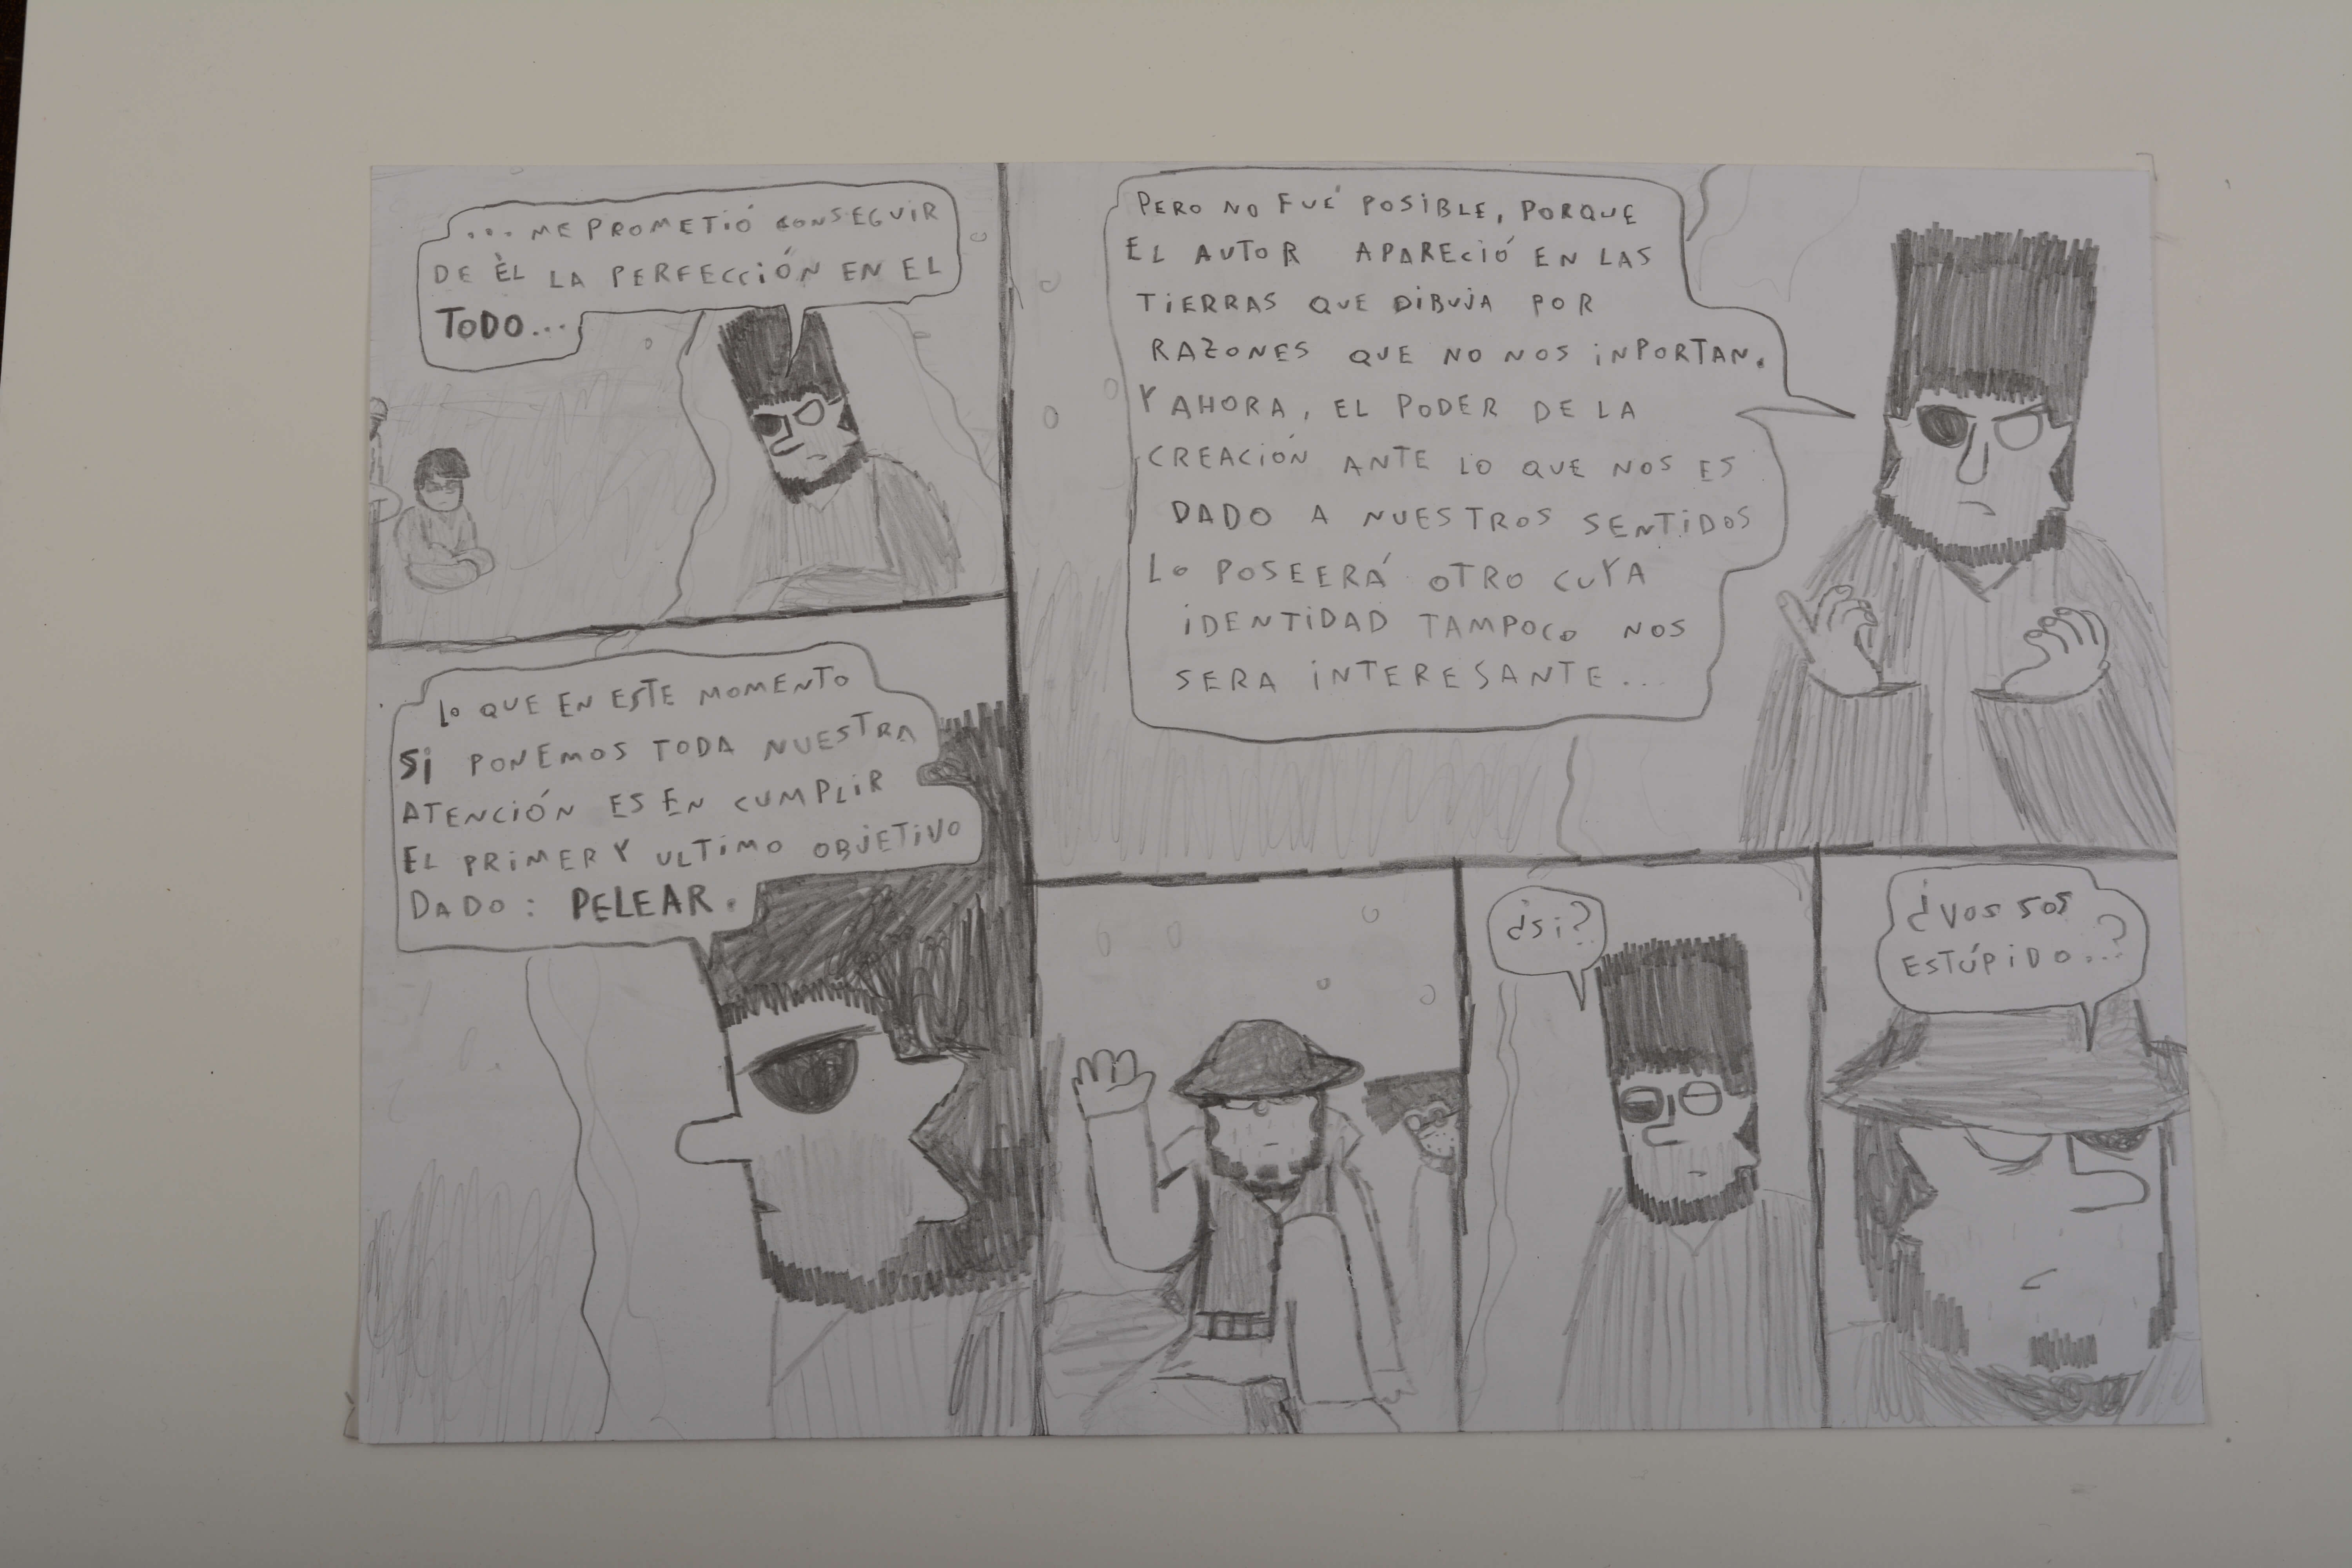 ... ME PROMETIÓ CONSEGUIR
DE ÈL LA PERFECCIÓN EN EL
TODO...
PERO NO FUÉ POSIBLE, PORQUE
EL AUTOR APARECIÓ EN LAS
TIERRAS QUE DIBUJA POR
RAZONES QUE NO NOS INPORTAN.
Y AHORA, EL PODER DE LA
CREACIÓN ANTE LO QUE NOS ES
DADO A NUESTROS SENTIDOS
LO POSEERÁ OTRO CUYA
IDENTIDAD TAMPOCO NOS
SERA INTERESANTE...
LO QUE EN ESTE MOMENTO
SI PONEMOS TODA NUESTRA
ATENCIÓN ES EN CUMPLIR
EL PRIMER Y ULTIMO OBJETIVO
DADO: PELEAR.
¿SI?
¿VOS SOS
ESTÚPIDO...?